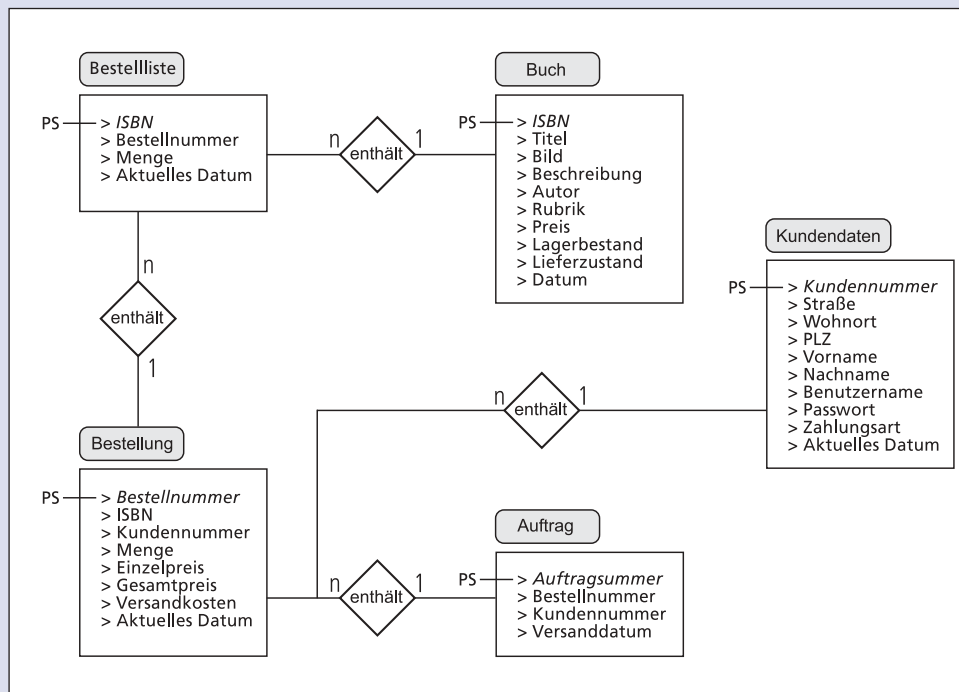 Bestellliste
PS
> ISBN
> Bestellnummer
> Menge
> Aktuelles Datum
n
enthält
1
Buch
PS
> ISBN
> Titel
> Bild
> Beschreibung
> Autor
> Rubrik
> Preis
> Lagerbestand
> Lieferzustand
> Datum
n
enthält
1
Kundendaten
PS
> Kundennummer
> Straße
> Wohnort
> PLZ
> Vorname
> Nachname
> Benutzername
> Passwort
> Zahlungsart
> Aktuelles Datum
n
enthält
1
Bestellung
PS
> Bestellnummer
> ISBN
> Kundennummer
> Menge
> Einzelpreis
> Gesamtpreis
> Versandkosten
> Aktuelles Datum
n
enthält
1
Auftrag
PS
> Auftragsummer
> Bestellnummer
> Kundennummer
> Versanddatum